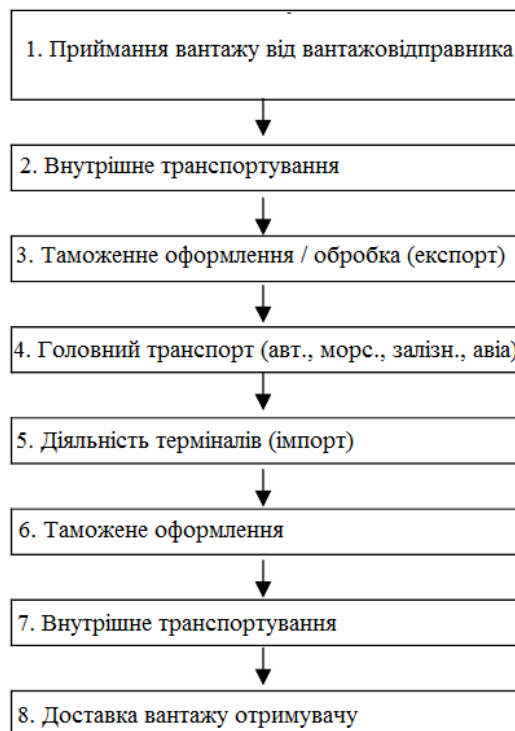 1. Приймання вантажу від вантажовідправника
2. Внутрішне транспортування
3. Таможенне оформлення / обробка (експорт)
4. Головний транспорт (авт., морс., залізн., авіа)
5. Діяльність терміналів (імпорт)
6. Таможене оформлення
7. Внутрішне транспортування
8. Доставка вантажу отримувачу